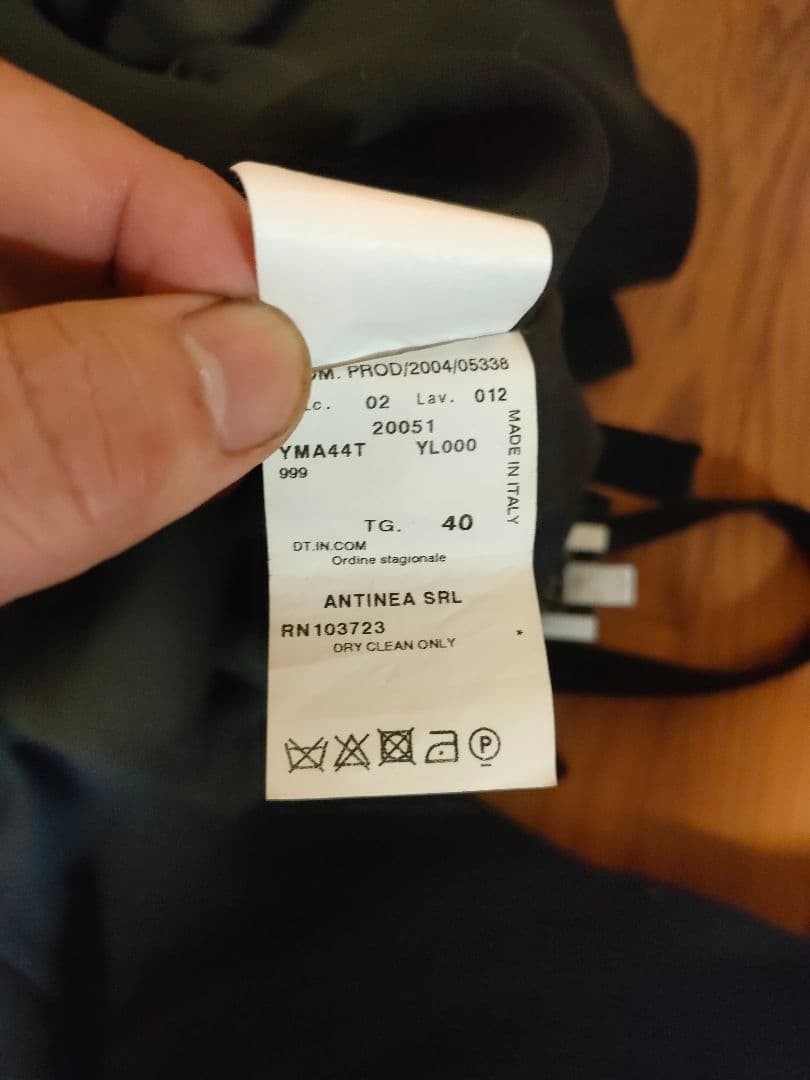 PROD/2004/05338
02 Lav. 012
20051
YMA44T YL000
999
MADE IN ITALY
TG. 40
DT.IN.COM
Ordine stagionale
ANTINEA SRL
RN103723 *
DRY CLEAN ONLY
P